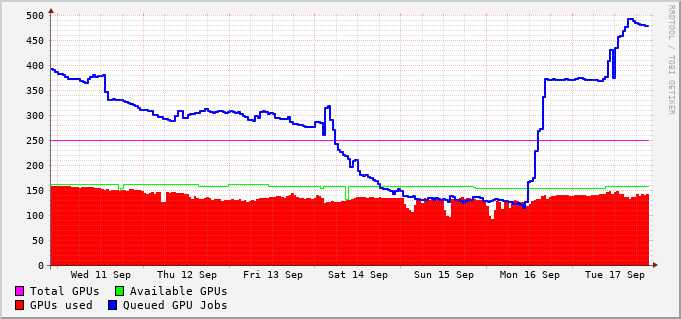 RRDTOOL / TOBI OETIKER
500
450
400
350
300
250
200
150
100
50
0
Wed 11 Sep Thu 12 Sep Fri 13 Sep Sat 14 Sep Sun 15 Sep Mon 16 Sep Tue 17 Sep
Total GPUs Available GPUs
GPUs used Queued GPU Jobs